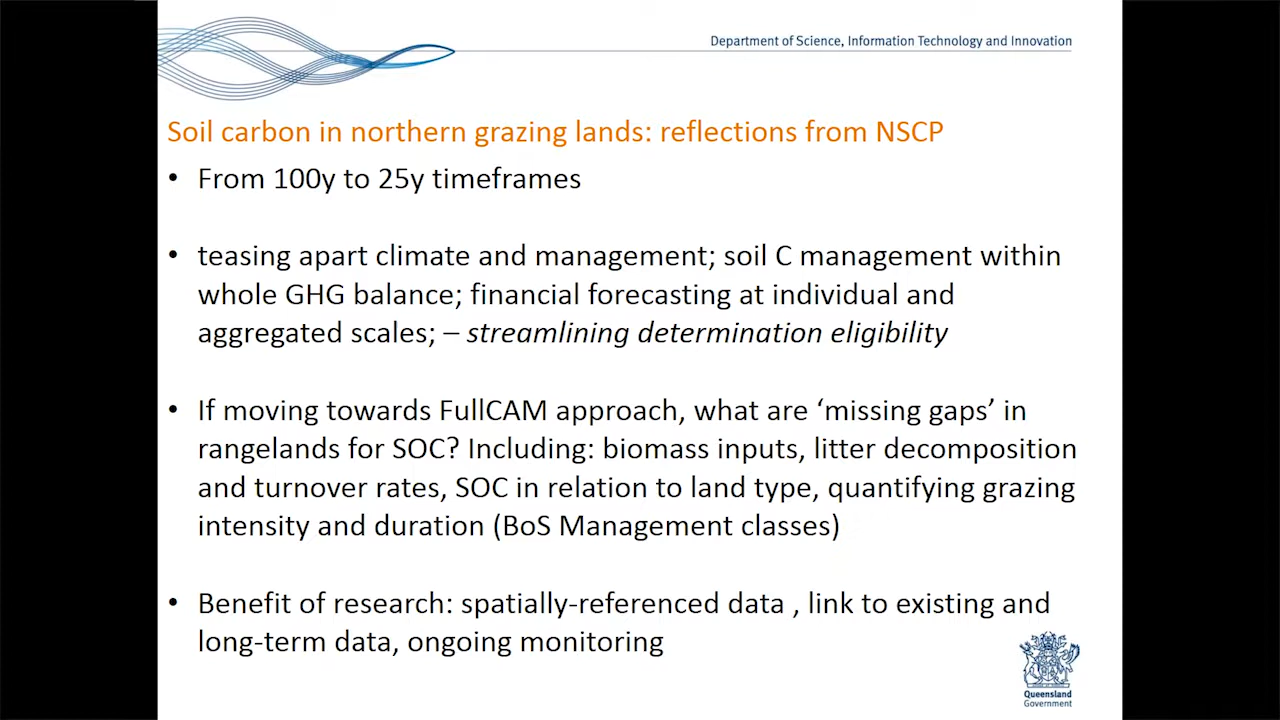 Department of Science, Information Technology and Innovation
Soil carbon in northern grazing lands: reflections from NSCP
• From 100y to 25y timeframes
• teasing apart climate and management; soil C management within
whole GHG balance; financial forecasting at individual and
aggregated scales; – streamlining determination eligibility
• If moving towards FullCAM approach, what are ‘missing gaps’ in
rangelands for SOC? Including: biomass inputs, litter decomposition
and turnover rates, SOC in relation to land type, quantifying grazing
intensity and duration (BoS Management classes)
• Benefit of research: spatially-referenced data , link to existing and
long-term data, ongoing monitoring
Queensland
Government